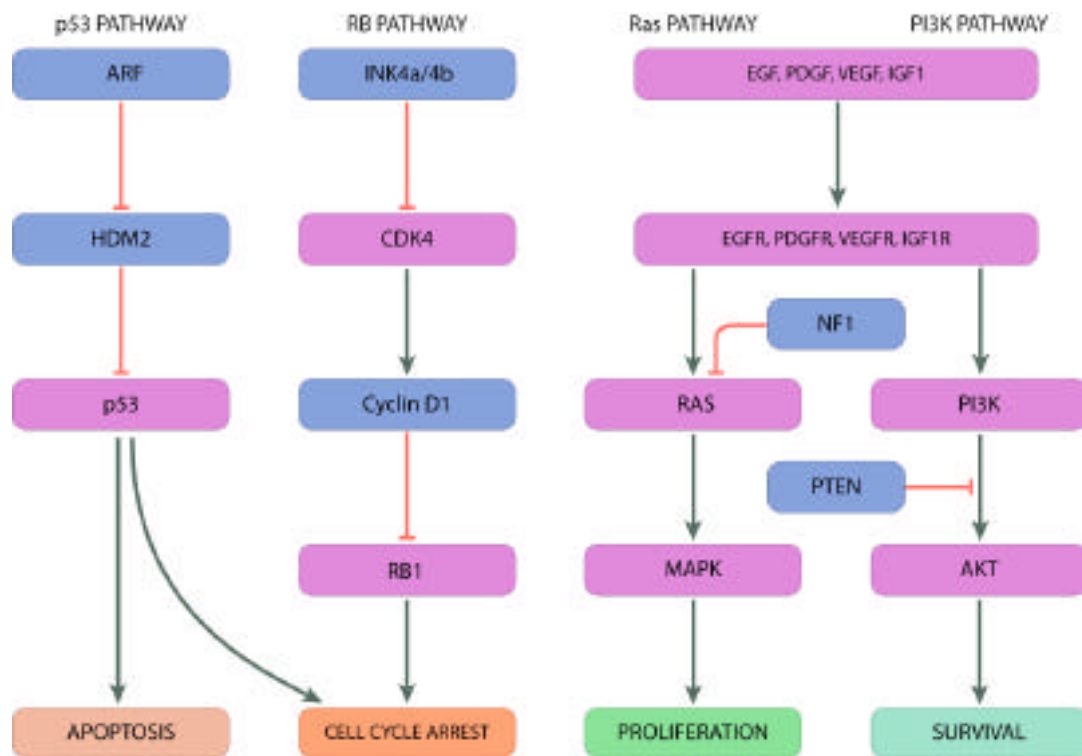 p53 PATHWAY
RB PATHWAY
Ras PATHWAY
PI3K PATHWAY
ARF
INK4a/4b
EGF, PDGF, VEGF, IGF1
HDM2
CDK4
EGFR, PDGFR, VEGFR, IGF1R
NF1
p53
Cyclin D1
RAS
PI3K
PTEN
RB1
MAPK
AKT
APOPTOSIS
CELL CYCLE ARREST
PROLIFERATION
SURVIVAL